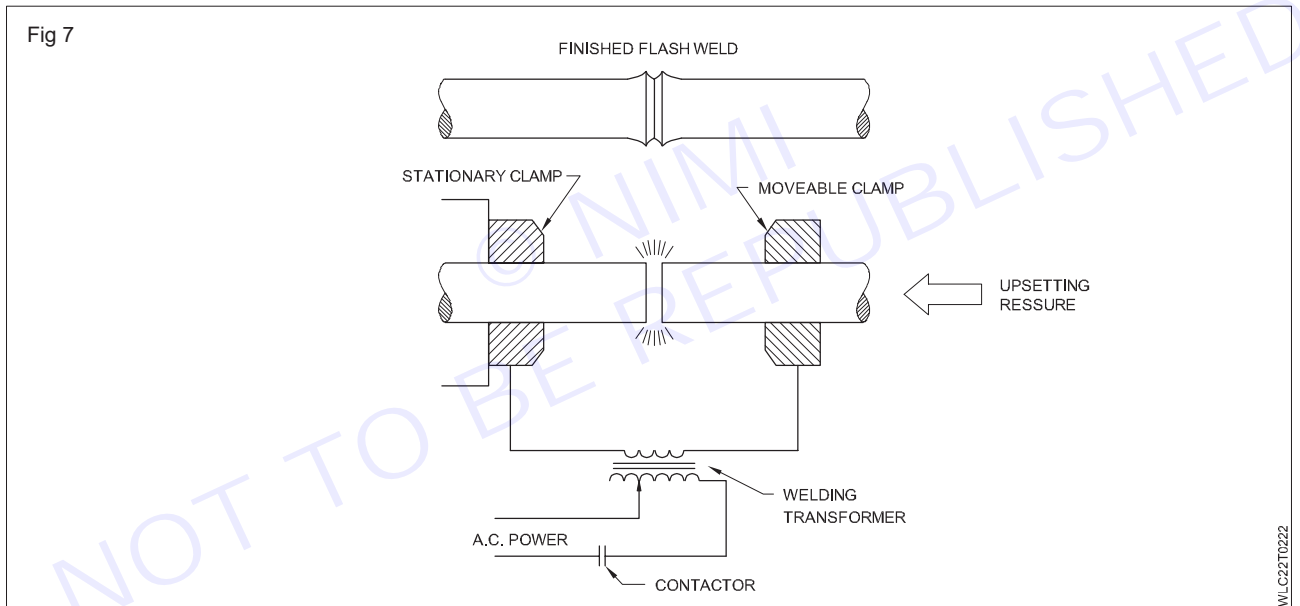 Fig 7
FINISHED FLASH WELD
STATIONARY CLAMP
MOVEABLE CLAMP
UPSETTING
RESSURE
WELDING
TRANSFORMER
A.C. POWER
CONTACTOR
WLC22T0222
© NIMI
NOT TO BE REPUBLISHED